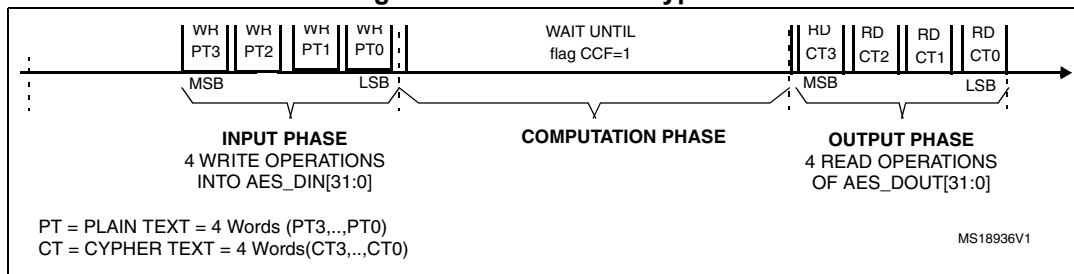 WR WR WR WR WAIT UNTIL RD RD RD RD
PT3 PT2 PT1 PT0 flag CCF=1 CT3 CT2 CT1 CT0
MSB LSB MSB LSB
INPUT PHASE COMPUTATION PHASE OUTPUT PHASE
4 WRITE OPERATIONS 4 READ OPERATIONS
INTO AES_DIN[31:0] OF AES_DOUT[31:0]
PT = PLAIN TEXT = 4 Words (PT3,..,PT0)
CT = CYPHER TEXT = 4 Words(CT3,..,CT0)
MS18936V1